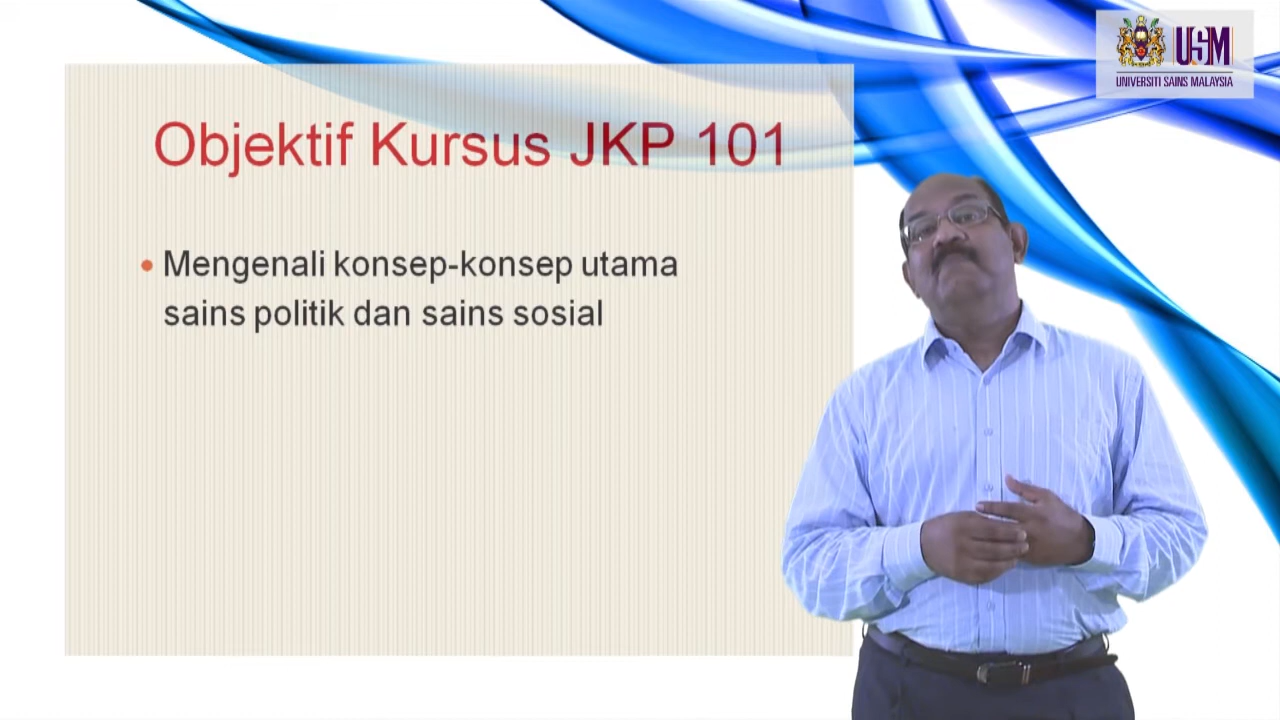 USM
UNIVERSITI SAINS MALAYSIA
Objektif Kursus JKP 101
• Mengenali konsep-konsep utama
sains politik dan sains sosial